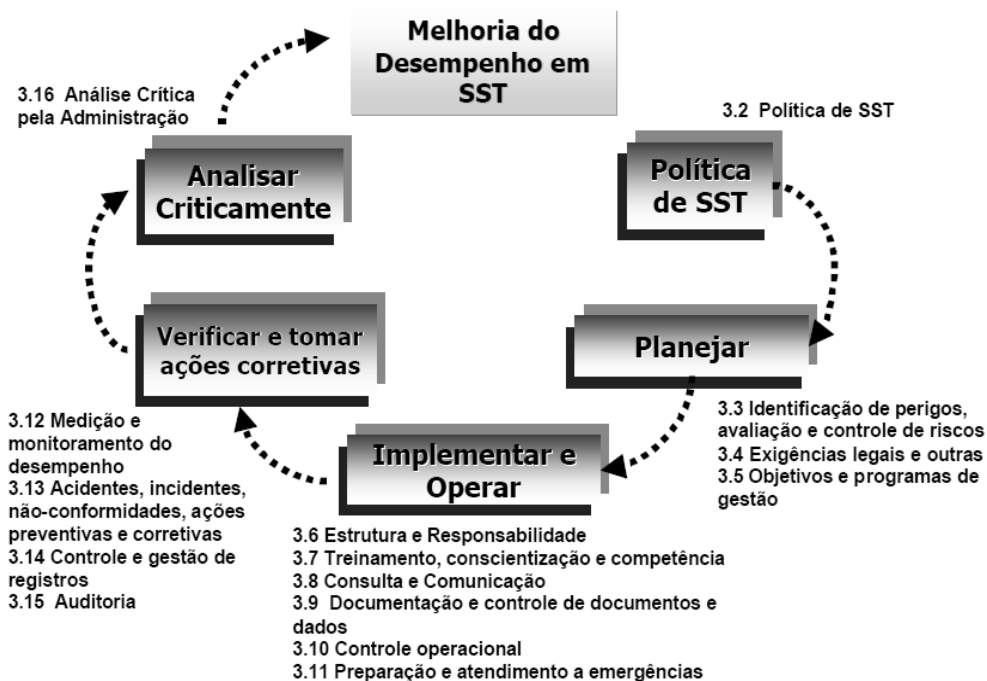 Melhoria do
Desempenho em
SST
3.16 Análise Crítica
pela Administração
3.2 Política de SST
Analisar
Criticamente
Política
de SST
Verificar e tomar
ações corretivas
Planejar
3.3 Identificação de perigos,
avaliação e controle de riscos
3.4 Exigências legais e outras
3.5 Objetivos e programas de
gestão
Implementar e
Operar
3.12 Medição e
monitoramento do
desempenho
3.13 Acidentes, incidentes,
não-conformidades, ações
preventivas e corretivas
3.14 Controle e gestão de
registros
3.15 Auditoria
3.6 Estrutura e Responsabilidade
3.7 Treinamento, conscientização e competência
3.8 Consulta e Comunicação
3.9 Documentação e controle de documentos e
dados
3.10 Controle operacional
3.11 Preparação e atendimento a emergências